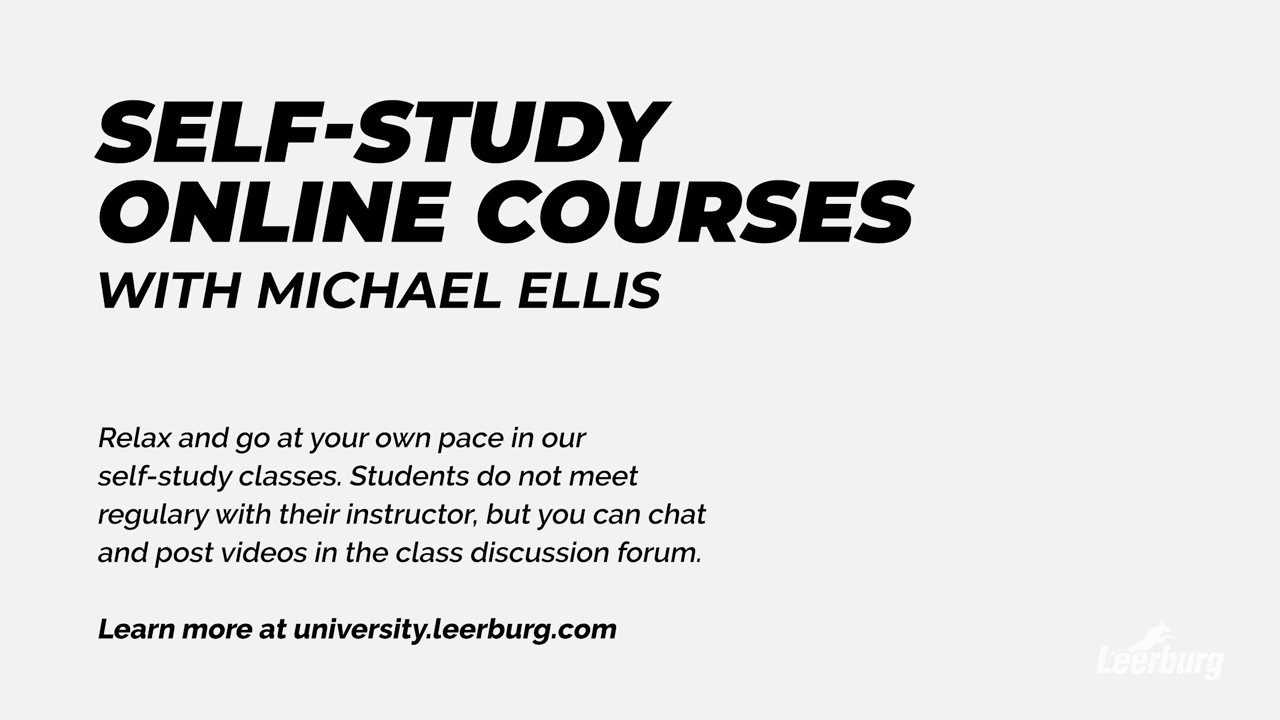 SELF-STUDY
ONLINE COURSES
WITH MICHAEL ELLIS
Relax and go at your own pace in our
self-study classes. Students do not meet
regulary with their instructor, but you can chat
and post videos in the class discussion forum.
Learn more at university.leerburg.com
Leerburg